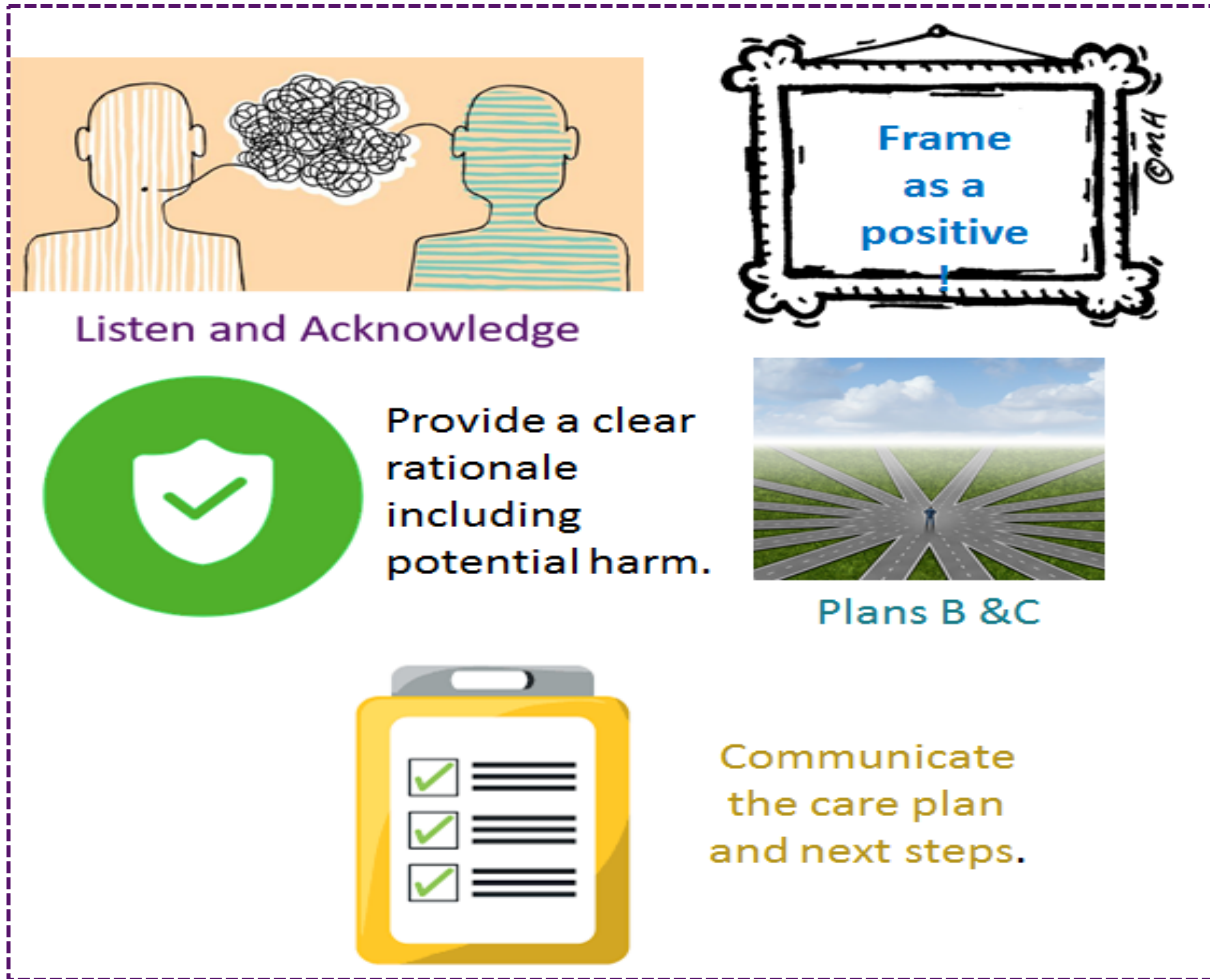 Frame
as a
positive
!
©MH
Listen and Acknowledge
Provide a clear
rationale
including
potential harm.
Plans B &C
Communicate
the care plan
and next steps.